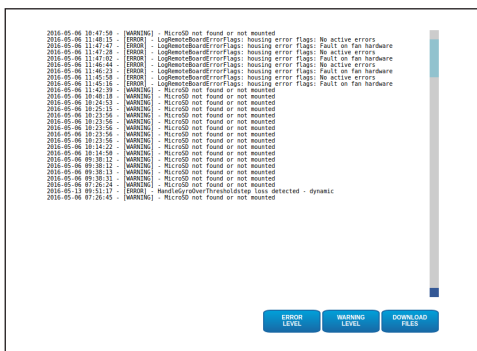 2016-05-06 10:47:50 - [WARNING] - MicroSD not found or not mounted
2016-05-06 11:48:15 - [ERROR] - LogRemoteBoardErrorFlags: housing error flags: No active errors
2016-05-06 11:47:47 - [ERROR] - LogRemoteBoardErrorFlags: housing error flags: Fault on fan hardware
2016-05-06 11:47:28 - [ERROR] - LogRemoteBoardErrorFlags: housing error flags: No active errors
2016-05-06 11:47:02 - [ERROR] - LogRemoteBoardErrorFlags: housing error flags: Fault on fan hardware
2016-05-06 11:46:44 - [ERROR] - LogRemoteBoardErrorFlags: housing error flags: No active errors
2016-05-06 11:46:23 - [ERROR] - LogRemoteBoardErrorFlags: housing error flags: Fault on fan hardware
2016-05-06 11:45:58 - [ERROR] - LogRemoteBoardErrorFlags: housing error flags: No active errors
2016-05-06 11:45:16 - [ERROR] - LogRemoteBoardErrorFlags: housing error flags: Fault on fan hardware
2016-05-06 11:42:39 - [WARNING] - MicroSD not found or not mounted
2016-05-06 10:48:18 - [WARNING] - MicroSD not found or not mounted
2016-05-06 10:24:53 - [WARNING] - MicroSD not found or not mounted
2016-05-06 10:25:15 - [WARNING] - MicroSD not found or not mounted
2016-05-06 10:23:56 - [WARNING] - MicroSD not found or not mounted
2016-05-06 10:23:56 - [WARNING] - MicroSD not found or not mounted
2016-05-06 10:23:56 - [WARNING] - MicroSD not found or not mounted
2016-05-06 10:23:56 - [WARNING] - MicroSD not found or not mounted
2016-05-06 10:23:56 - [WARNING] - MicroSD not found or not mounted
2016-05-06 10:14:22 - [WARNING] - MicroSD not found or not mounted
2016-05-06 10:14:50 - [WARNING] - MicroSD not found or not mounted
2016-05-06 09:38:12 - [WARNING] - MicroSD not found or not mounted
2016-05-06 09:38:12 - [WARNING] - MicroSD not found or not mounted
2016-05-06 09:38:13 - [WARNING] - MicroSD not found or not mounted
2016-05-06 09:38:31 - [WARNING] - MicroSD not found or not mounted
2016-05-06 07:26:24 - [WARNING] - MicroSD not found or not mounted
2016-05-13 09:51:17 - [ERROR] - HandleGyroOverThresholdstep loss detected - dynamic
2016-05-06 07:26:45 - [WARNING] - MicroSD not found or not mounted
ERROR LEVEL
WARNING LEVEL
DOWNLOAD FILES